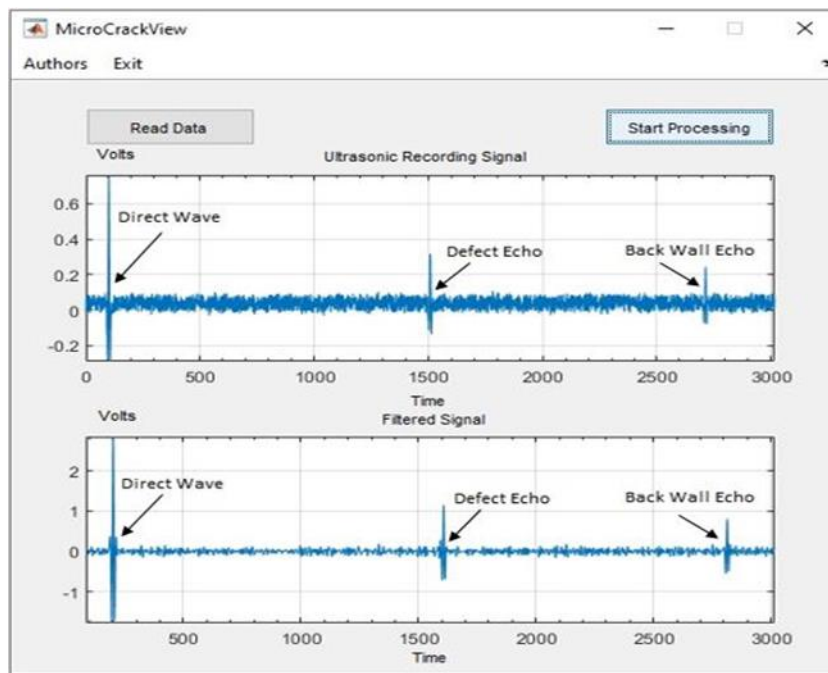 MicroCrackView
Authors Exit
Read Data
Start Processing
Volts
Ultrasonic Recording Signal
0.6
0.4
0.2
0
-0.2
Direct Wave
Defect Echo
Back Wall Echo
0 500 1000 1500 2000 2500 3000
Time
Volts
Filtered Signal
2
1
0
-1
Direct Wave
Defect Echo
Back Wall Echo
500 1000 1500 2000 2500 3000
Time